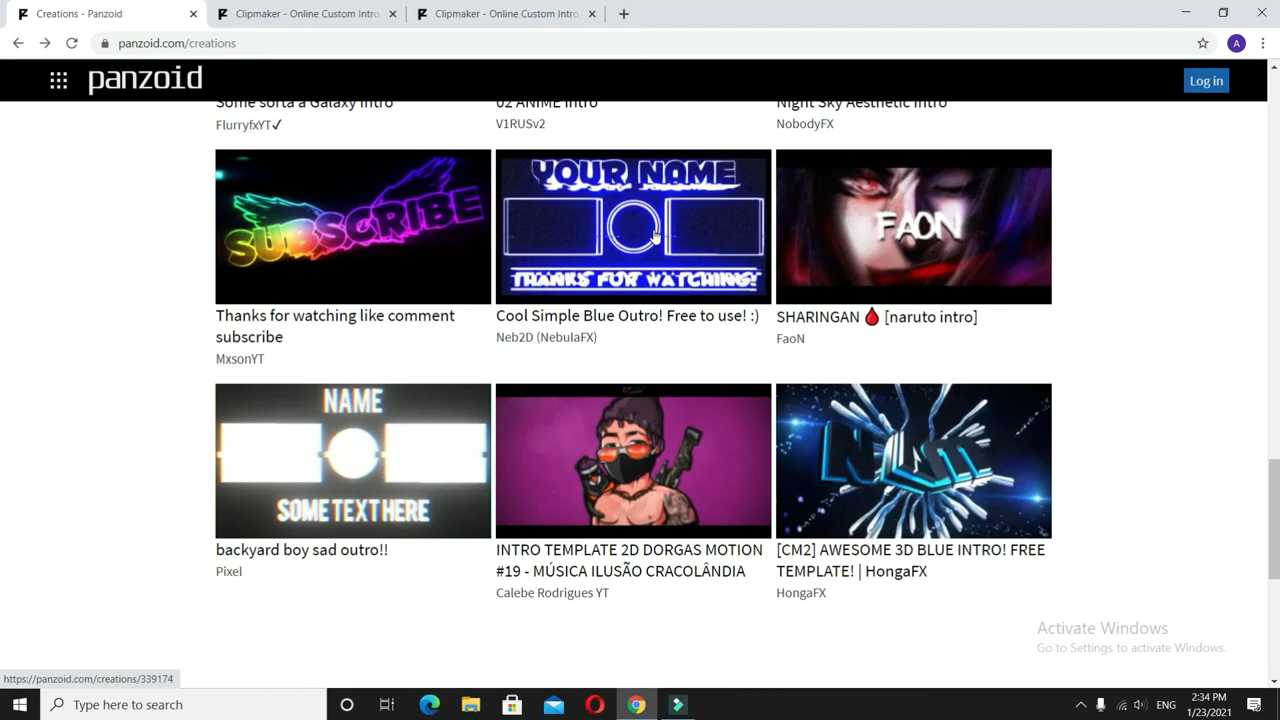 Creations - Panzoid
Clipmaker - Online Custom Intro,
Clipmaker - Online Custom Intro,
panzoid.com/creations
A
panzoid
Log in
Some sorta a Galaxy Intro
02 ANIME Intro
Night Sky Aesthetic Intro
FlurryfxYT✓
V1RUSv2
NobodyFX
SUBSCRIBE
YOUR NAME
THANKS FOR WATCHING!
FAON
Thanks for watching like comment
subscribe
MxsonYT
Cool Simple Blue Outro! Free to use! :)
Neb2D (NebulaFX)
SHARINGAN 🩸 [naruto intro]
FaoN
NAME
SOME TEXT HERE
NLM
backyard boy sad outro!!
Pixel
INTRO TEMPLATE 2D DORGAS MOTION
#19 - MÚSICA ILUSÃO CRACOLÂNDIA
Calebe Rodrigues YT
[CM2] AWESOME 3D BLUE INTRO! FREE
TEMPLATE! | HongaFX
HongaFX
Activate Windows
Go to Settings to activate Windows.
https://panzoid.com/creations/339174
Type here to search
ENG
2:34 PM
1/23/2021